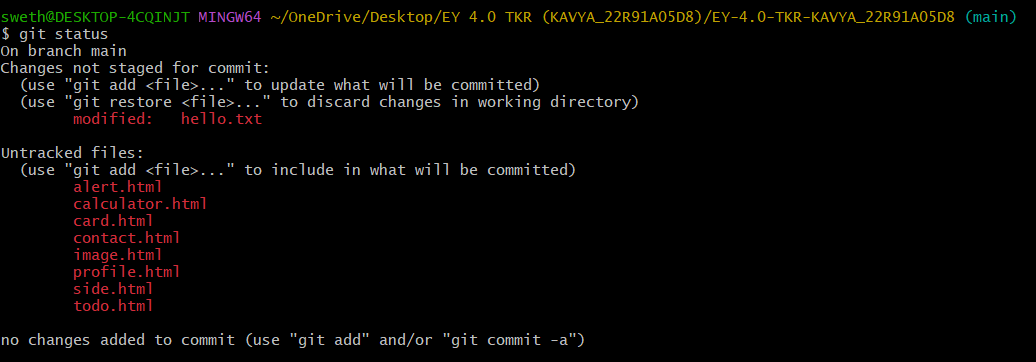 sweth@DESKTOP-4CQINJT MINGW64 ~/OneDrive/Desktop/EY 4.0 TKR (KAVYA_22R91A05D8)/EY-4.0-TKR-KAVYA_22R91A05D8 (main)
$ git status
On branch main
Changes not staged for commit:
  (use "git add <file>..." to update what will be committed)
  (use "git restore <file>..." to discard changes in working directory)
        modified:   hello.txt

Untracked files:
  (use "git add <file>..." to include in what will be committed)
        alert.html
        calculator.html
        card.html
        contact.html
        image.html
        profile.html
        side.html
        todo.html

no changes added to commit (use "git add" and/or "git commit -a")